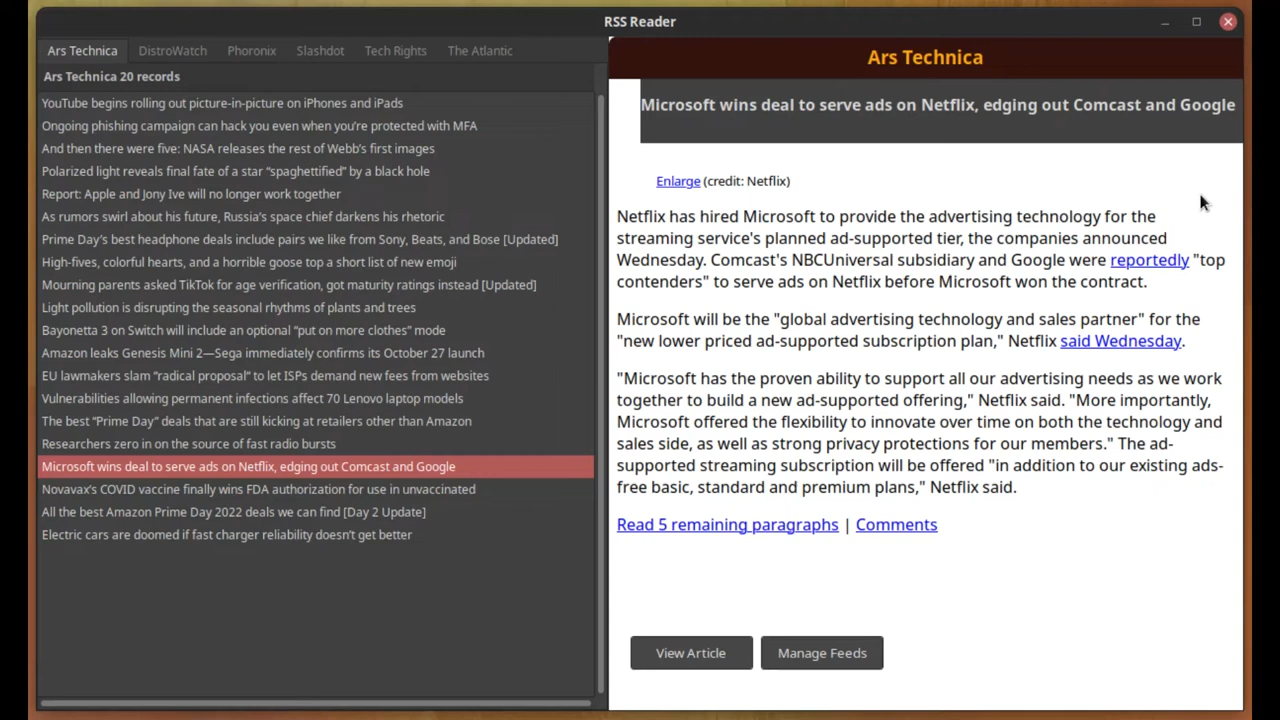 RSS Reader
Ars Technica
DistroWatch
Phoronix
Slashdot
Tech Rights
The Atlantic
Ars Technica 20 records
YouTube begins rolling out picture-in-picture on iPhones and iPads
Ongoing phishing campaign can hack you even when you’re protected with MFA
And then there were five: NASA releases the rest of Webb’s first images
Polarized light reveals final fate of a star “spaghettified” by a black hole
Report: Apple and Jony Ive will no longer work together
As rumors swirl about his future, Russia’s space chief darkens his rhetoric
Prime Day’s best headphone deals include pairs we like from Sony, Beats, and Bose [Updated]
High-fives, colorful hearts, and a horrible goose top a short list of new emoji
Mourning parents asked TikTok for age verification, got maturity ratings instead [Updated]
Light pollution is disrupting the seasonal rhythms of plants and trees
Bayonetta 3 on Switch will include an optional “put on more clothes” mode
Amazon leaks Genesis Mini 2—Sega immediately confirms its October 27 launch
EU lawmakers slam “radical proposal” to let ISPs demand new fees from websites
Vulnerabilities allowing permanent infections affect 70 Lenovo laptop models
The best “Prime Day” deals that are still kicking at retailers other than Amazon
Researchers zero in on the source of fast radio bursts
Microsoft wins deal to serve ads on Netflix, edging out Comcast and Google
Novavax’s COVID vaccine finally wins FDA authorization for use in unvaccinated
All the best Amazon Prime Day 2022 deals we can find [Day 2 Update]
Electric cars are doomed if fast charger reliability doesn’t get better
Ars Technica
Microsoft wins deal to serve ads on Netflix, edging out Comcast and Google
Enlarge (credit: Netflix)
Netflix has hired Microsoft to provide the advertising technology for the
streaming service's planned ad-supported tier, the companies announced
Wednesday. Comcast's NBCUniversal subsidiary and Google were reportedly "top
contenders" to serve ads on Netflix before Microsoft won the contract.
Microsoft will be the "global advertising technology and sales partner" for the
"new lower priced ad-supported subscription plan," Netflix said Wednesday.
"Microsoft has the proven ability to support all our advertising needs as we work
together to build a new ad-supported offering," Netflix said. "More importantly,
Microsoft offered the flexibility to innovate over time on both the technology and
sales side, as well as strong privacy protections for our members." The ad-
supported streaming subscription will be offered "in addition to our existing ads-
free basic, standard and premium plans," Netflix said.
Read 5 remaining paragraphs | Comments
View Article
Manage Feeds